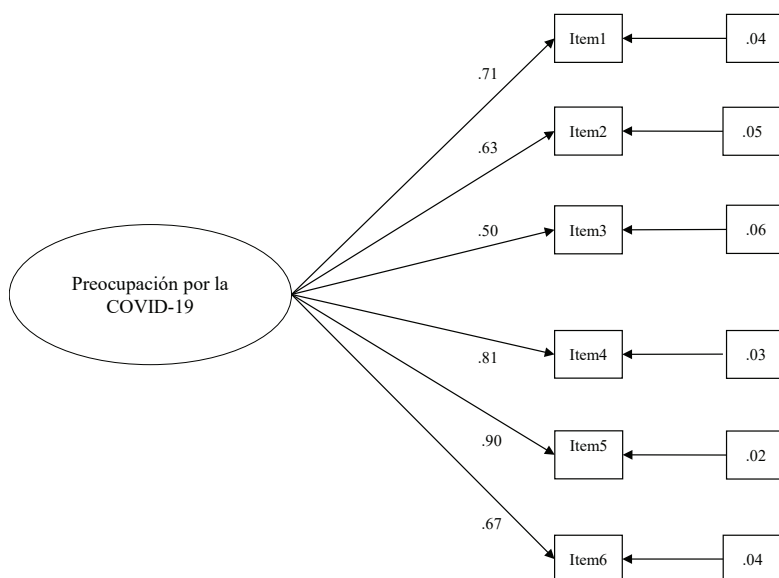 Item1
.04
.71
Item2
.05
.63
Item3
.06
.50
Preocupación por la
COVID-19
Item4
.03
.81
Item5
.02
.90
.67
Item6
.04